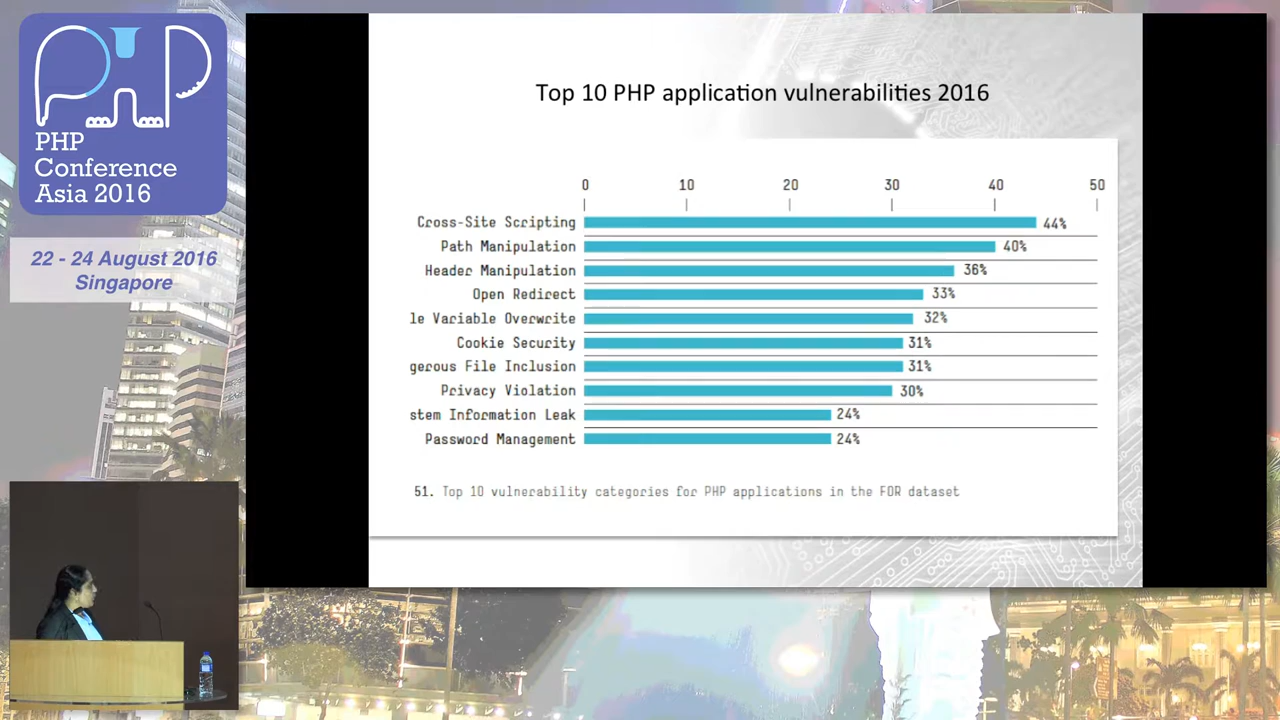 PHP
PHP
Conference
Asia 2016
22 - 24 August 2016
Singapore
Top 10 PHP application vulnerabilities 2016
0 10 20 30 40 50
Cross-Site Scripting 44%
Path Manipulation 40%
Header Manipulation 36%
Open Redirect 33%
le Variable Overwrite 32%
Cookie Security 31%
gerous File Inclusion 31%
Privacy Violation 30%
stem Information Leak 24%
Password Management 24%
51. Top 10 vulnerability categories for PHP applications in the FOR dataset